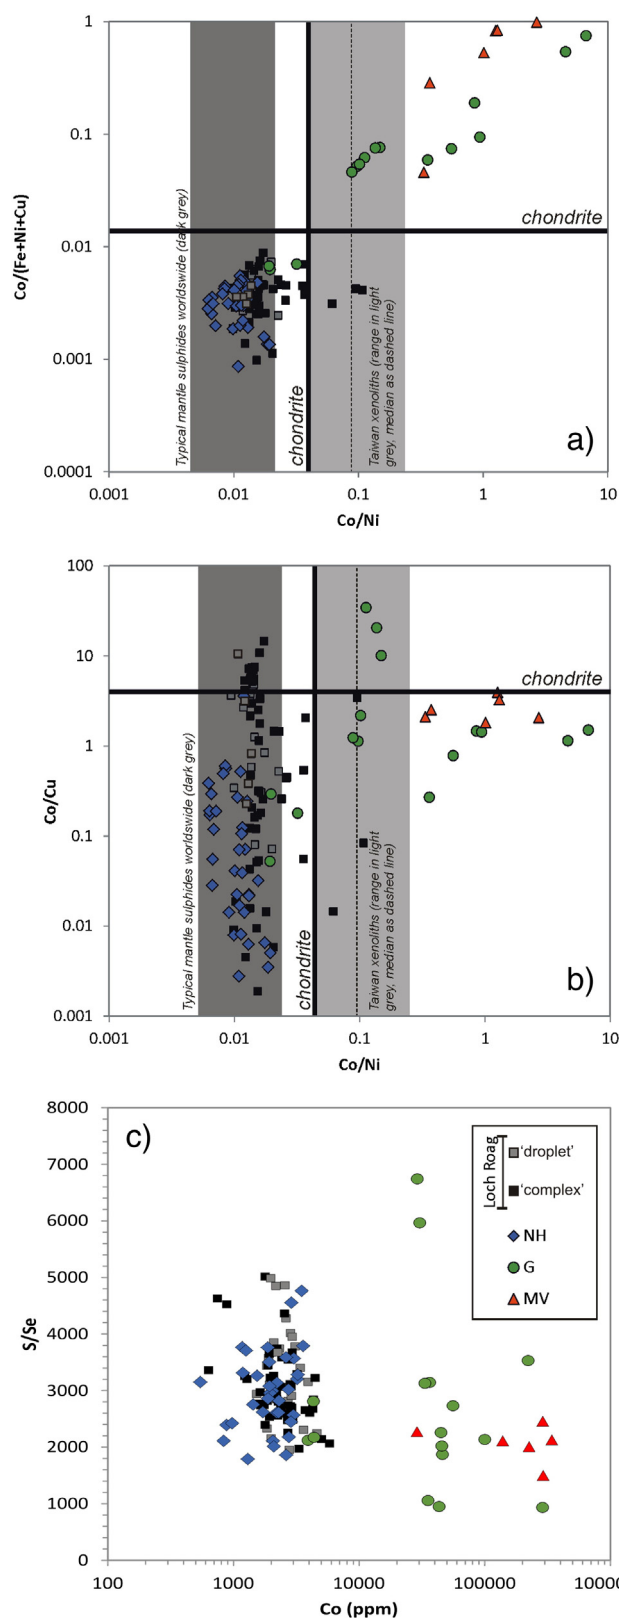 1
0.1
0.01
0.001
0.0001
Co/(Fe+Ni+Cu)
Typical mantle sulphides worldwide (dark grey)
chondrite
chondrite
Taiwan xenoliths (range in light
grey, median as dashed line)
a)
0.001
0.01
0.1
1
10
Co/Ni
100
10
1
0.1
0.01
0.001
Co/Cu
Typical mantle sulphides worldwide (dark grey)
chondrite
chondrite
Taiwan xenoliths (range in light
grey, median as dashed line)
b)
0.001
0.01
0.1
1
10
Co/Ni
8000
7000
6000
5000
4000
3000
2000
1000
0
S/Se
c)
Loch Roag
'droplet'
'complex'
NH
G
MV
100
1000
10000
100000
Co (ppm)